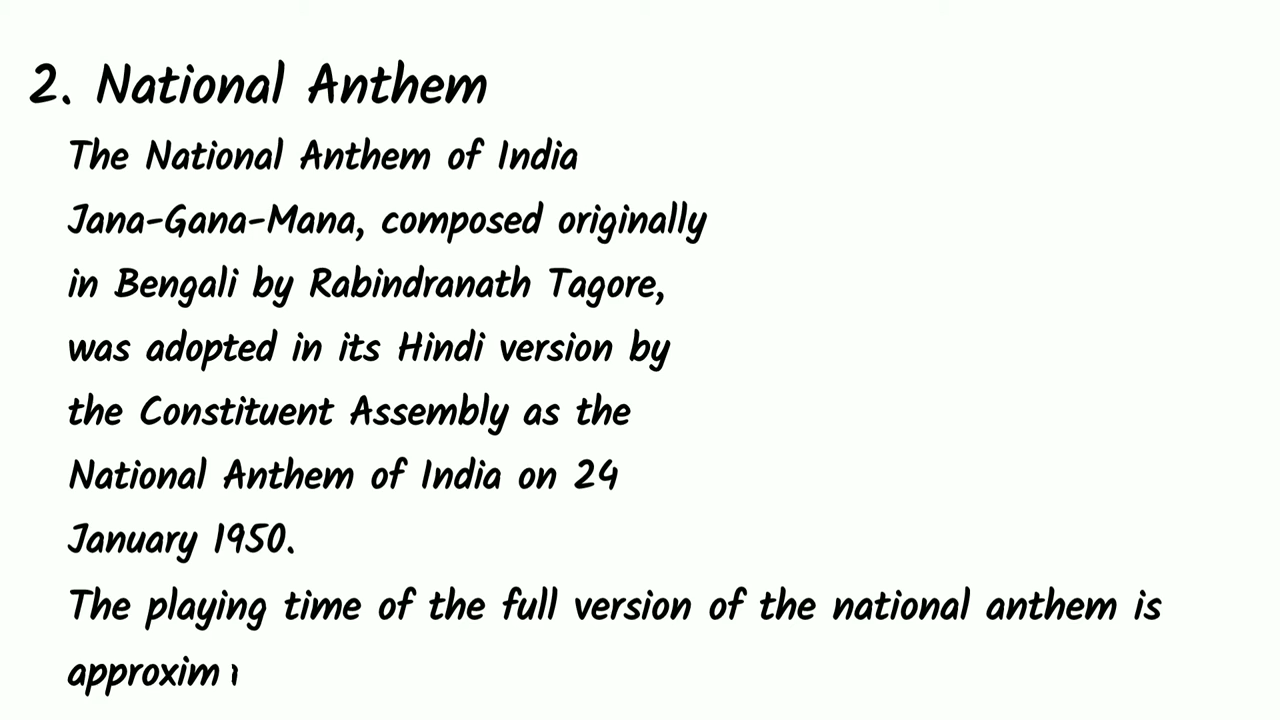 2. National Anthem
The National Anthem of India
Jana-Gana-Mana, composed originally
in Bengali by Rabindranath Tagore,
was adopted in its Hindi version by
the Constituent Assembly as the
National Anthem of India on 24
January 1950.
The playing time of the full version of the national anthem is
approxim